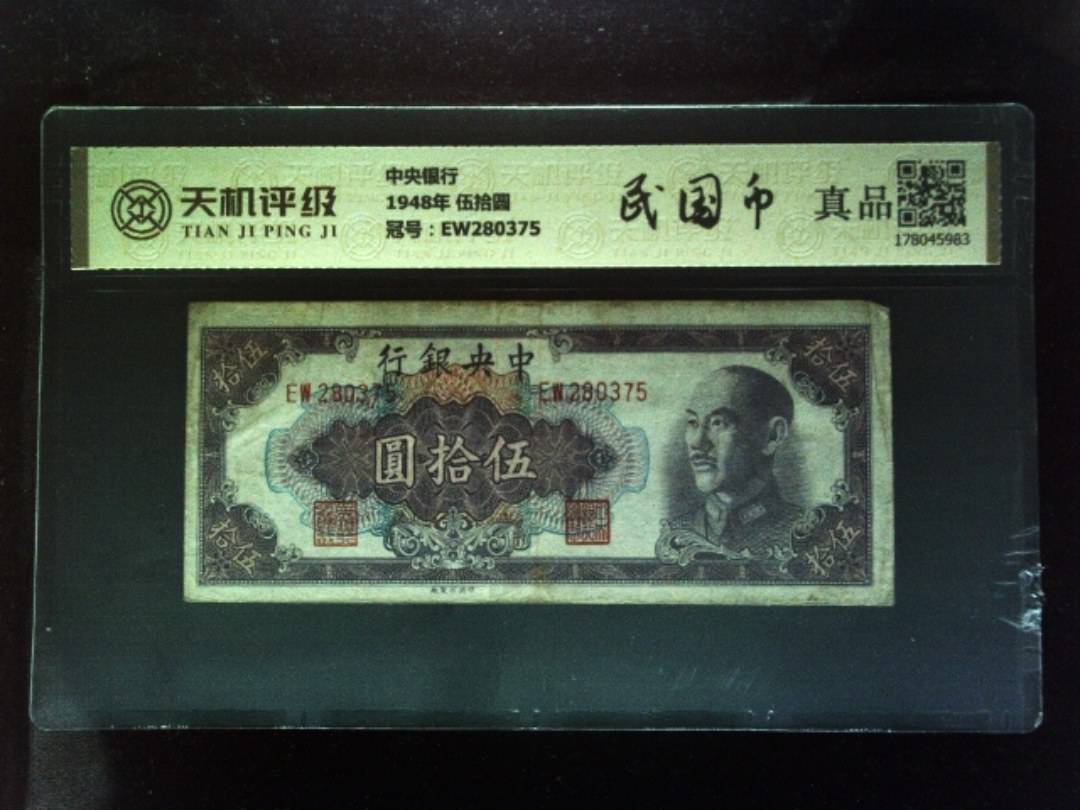 天机评级
TIAN JI PING JI
中央银行
1948年 伍拾圆
冠号：EW280375
民国币
真品
178045983
行銀央中
EW280375
EW280375
圓拾伍
拾伍
拾伍
拾伍
拾伍